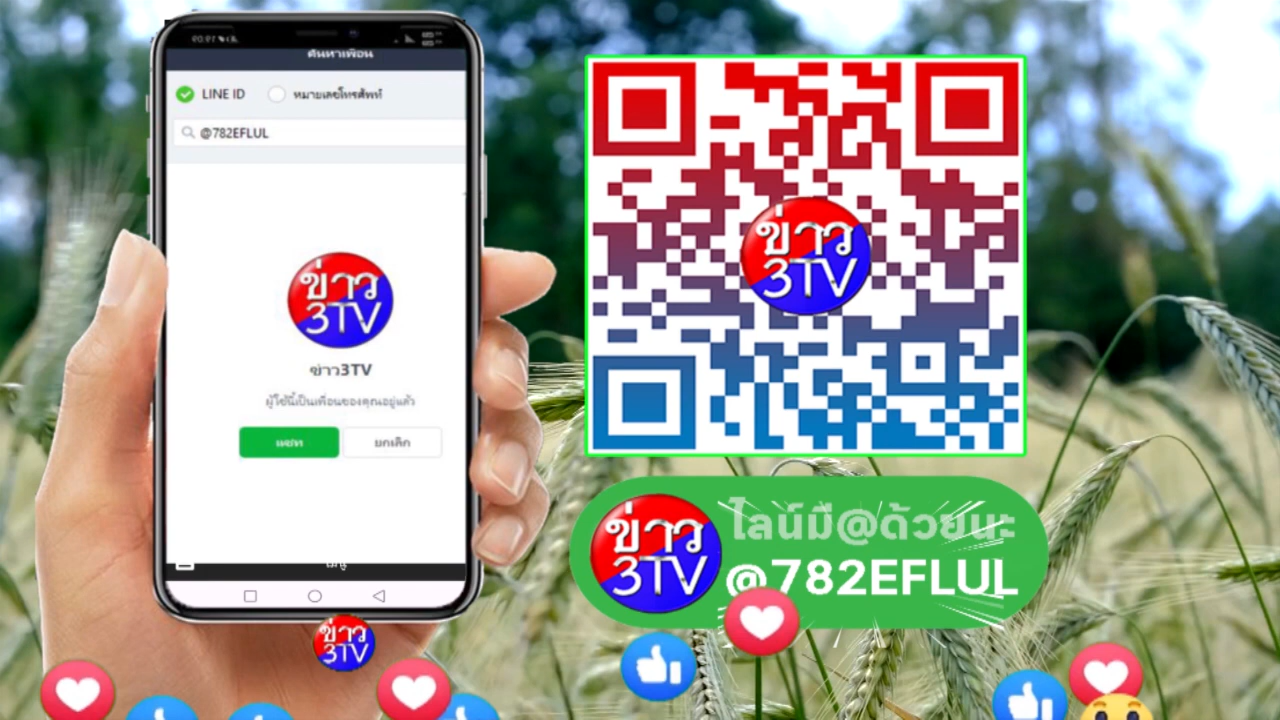 ค้นหาเพื่อน
LINE ID
หมายเลขโทรศัพท์
@782EFLUL
ข่าว
3TV
ข่าว3TV
ผู้ใช้นี้เป็นเพื่อนของคุณอยู่แล้ว
แชท
ยกเลิก
เมนู
ข่าว
3TV
ข่าว
3TV
ไลน์มี@ด้วยนะ
@782EFLUL
ข่าว
3TV